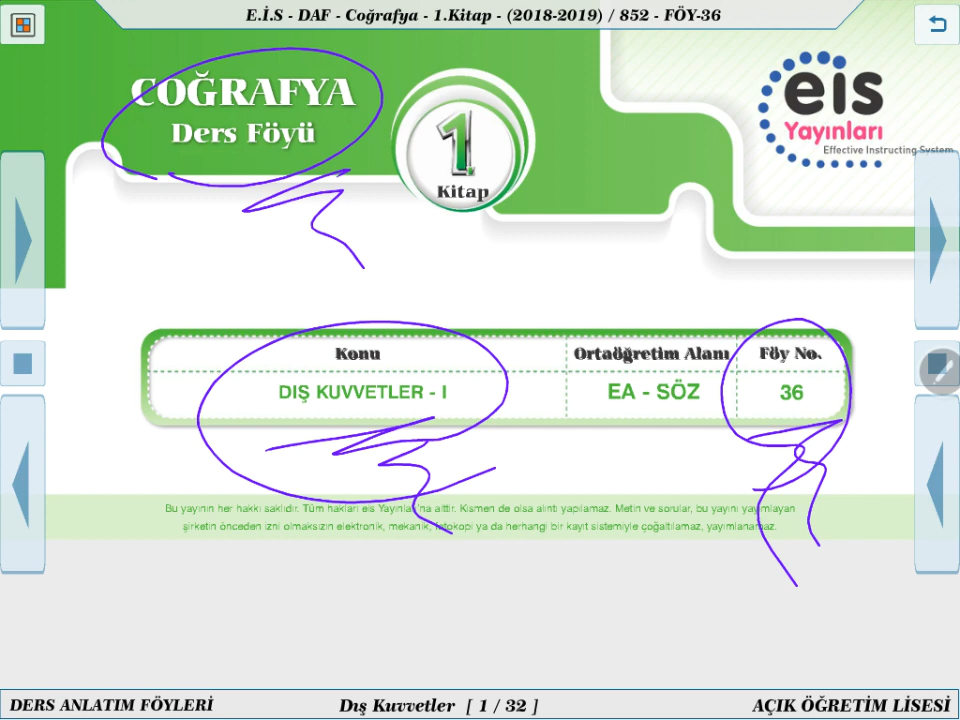 E.İ.S - DAF - Coğrafya - 1.Kitap - (2018-2019) / 852 - FÖY-36
COĞRAFYA
Ders Föyü
1.
Kitap
eis
Yayınları
Effective Instructing System
Konu
Ortaöğretim Alanı
Föy No.
DIŞ KUVVETLER - I
EA - SÖZ
36
Bu yayının her hakkı saklıdır. Tüm hakları eis Yayınları'na aittir. Kısmen de olsa alıntı yapılamaz. Metin ve sorular, bu yayını yayımlayan
şirketin önceden izni olmaksızın elektronik, mekanik, fotokopi ya da herhangi bir kayıt sistemiyle çoğaltılamaz, yayımlanamaz.
DERS ANLATIM FÖYLERİ
Dış Kuvvetler [ 1 / 32 ]
AÇIK ÖĞRETİM LİSESİ